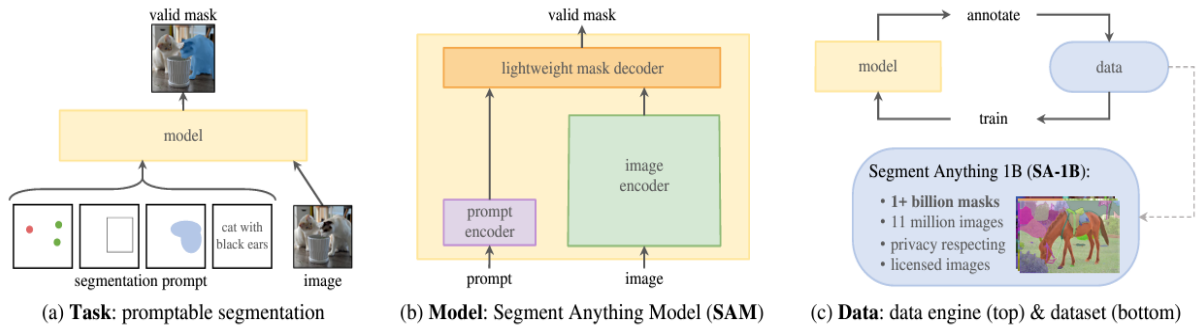 valid mask
model
cat with
black ears
segmentation prompt
image
(a) Task: promptable segmentation
valid mask
lightweight mask decoder
image
encoder
prompt
encoder
prompt
image
(b) Model: Segment Anything Model (SAM)
annotate
model
data
train
Segment Anything 1B (SA-1B):
• 1+ billion masks
• 11 million images
• privacy respecting
• licensed images
(c) Data: data engine (top) & dataset (bottom)